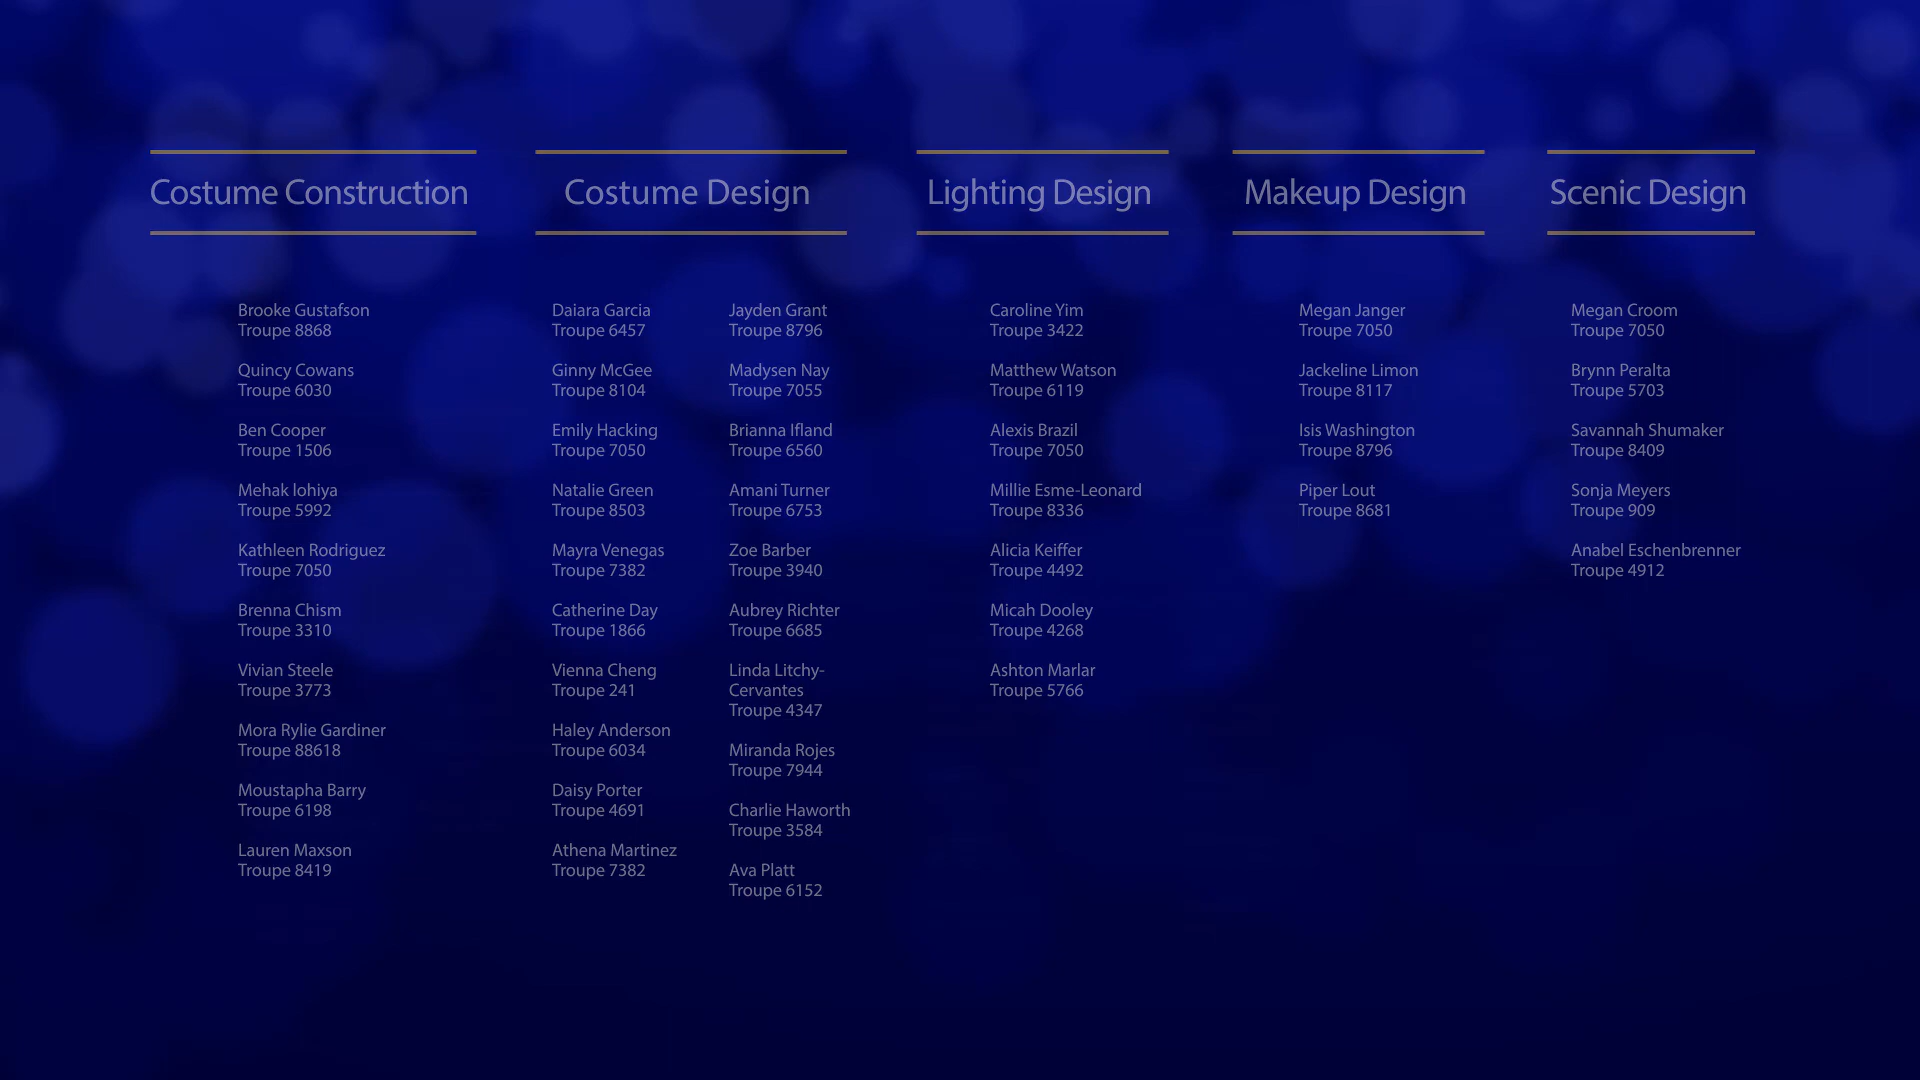 Costume Construction
Brooke Gustafson
Troupe 8868
Quincy Cowans
Troupe 6030
Ben Cooper
Troupe 1506
Mehak lohiya
Troupe 5992
Kathleen Rodriguez
Troupe 7050
Brenna Chism
Troupe 3310
Vivian Steele
Troupe 3773
Mora Rylie Gardiner
Troupe 88618
Moustapha Barry
Troupe 6198
Lauren Maxson
Troupe 8419
Costume Design
Daiara Garcia
Troupe 6457
Ginny McGee
Troupe 8104
Emily Hacking
Troupe 7050
Natalie Green
Troupe 8503
Mayra Venegas
Troupe 7382
Catherine Day
Troupe 1866
Vienna Cheng
Troupe 241
Haley Anderson
Troupe 6034
Daisy Porter
Troupe 4691
Athena Martinez
Troupe 7382
Jayden Grant
Troupe 8796
Madysen Nay
Troupe 7055
Brianna Ifland
Troupe 6560
Amani Turner
Troupe 6753
Zoe Barber
Troupe 3940
Aubrey Richter
Troupe 6685
Linda Litchy-
Cervantes
Troupe 4347
Miranda Rojes
Troupe 7944
Charlie Haworth
Troupe 3584
Ava Platt
Troupe 6152
Lighting Design
Caroline Yim
Troupe 3422
Matthew Watson
Troupe 6119
Alexis Brazil
Troupe 7050
Millie Esme-Leonard
Troupe 8336
Alicia Keiffer
Troupe 4492
Micah Dooley
Troupe 4268
Ashton Marlar
Troupe 5766
Makeup Design
Megan Janger
Troupe 7050
Jackeline Limon
Troupe 8117
Isis Washington
Troupe 8796
Piper Lout
Troupe 8681
Scenic Design
Megan Croom
Troupe 7050
Brynn Peralta
Troupe 5703
Savannah Shumaker
Troupe 8409
Sonja Meyers
Troupe 909
Anabel Eschenbrenner
Troupe 4912